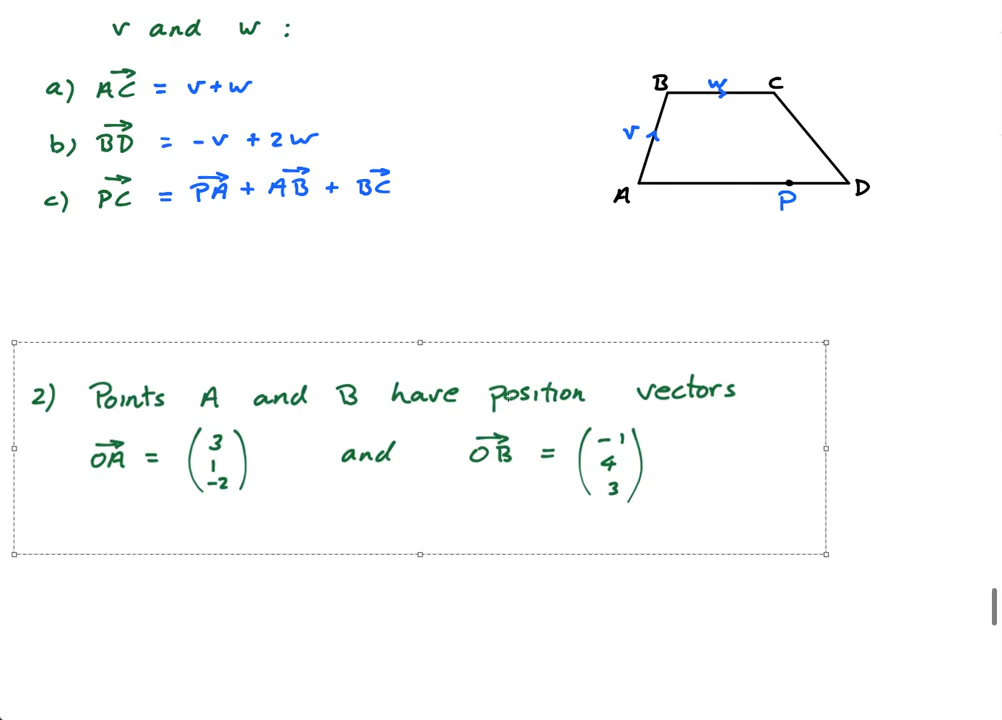 v and w :
a) AC⃗ = v + w
b) BD⃗ = - v + 2 w
c) PC⃗ = PA⃗ + AB⃗ + BC⃗
B w C
v
A P D
2) Points A and B have position vectors
OA⃗ = (3 1 -2) and OB⃗ = (-1 4 3)